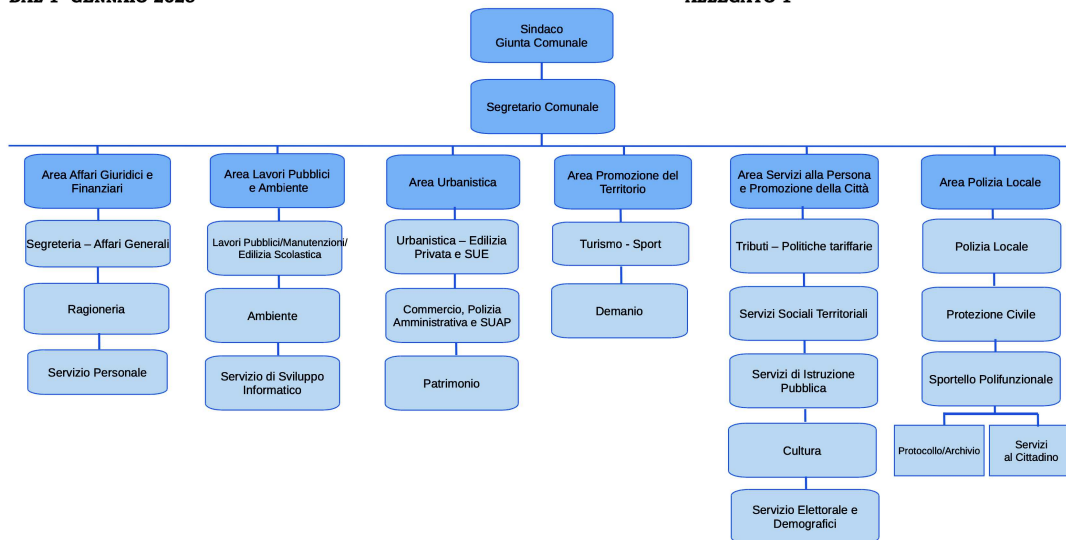 Sindaco
Giunta Comunale
Segretario Comunale
Area Affari Giuridici e
Finanziari
Segreteria – Affari Generali
Ragioneria
Servizio Personale
Area Lavori Pubblici
e Ambiente
Lavori Pubblici/Manutenzioni/
Edilizia Scolastica
Ambiente
Servizio di Sviluppo
Informatico
Area Urbanistica
Urbanistica – Edilizia
Privata e SUE
Commercio, Polizia
Amministrativa e SUAP
Patrimonio
Area Promozione del
Territorio
Turismo - Sport
Demanio
Area Servizi alla Persona
e Promozione della Città
Tributi – Politiche tariffarie
Servizi Sociali Territoriali
Servizi di Istruzione
Pubblica
Cultura
Servizio Elettorale e
Demografici
Area Polizia Locale
Polizia Locale
Protezione Civile
Sportello Polifunzionale
Protocollo/Archivio
Servizi
al Cittadino